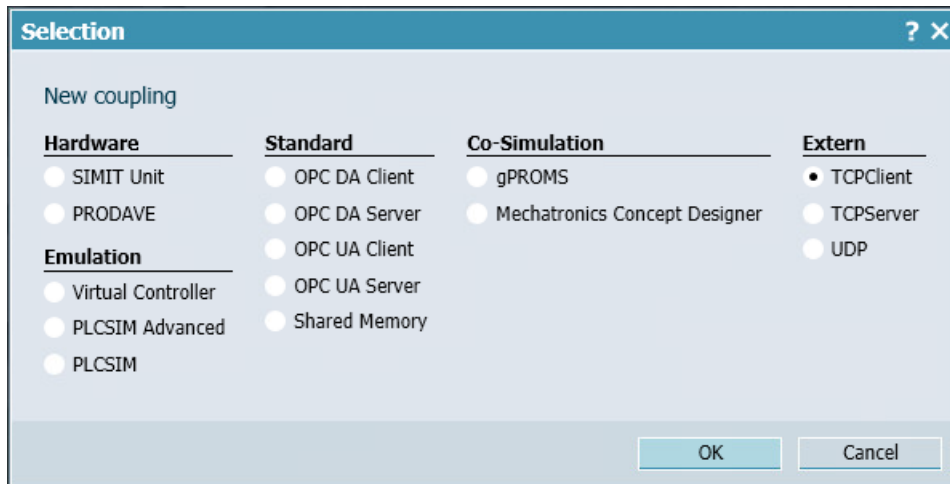 Selection ? ×
New coupling
Hardware
SIMIT Unit
PRODAVE
Emulation
Virtual Controller
PLCSIM Advanced
PLCSIM
Standard
OPC DA Client
OPC DA Server
OPC UA Client
OPC UA Server
Shared Memory
Co-Simulation
gPROMS
Mechatronics Concept Designer
Extern
TCPClient
TCPServer
UDP
OK
Cancel